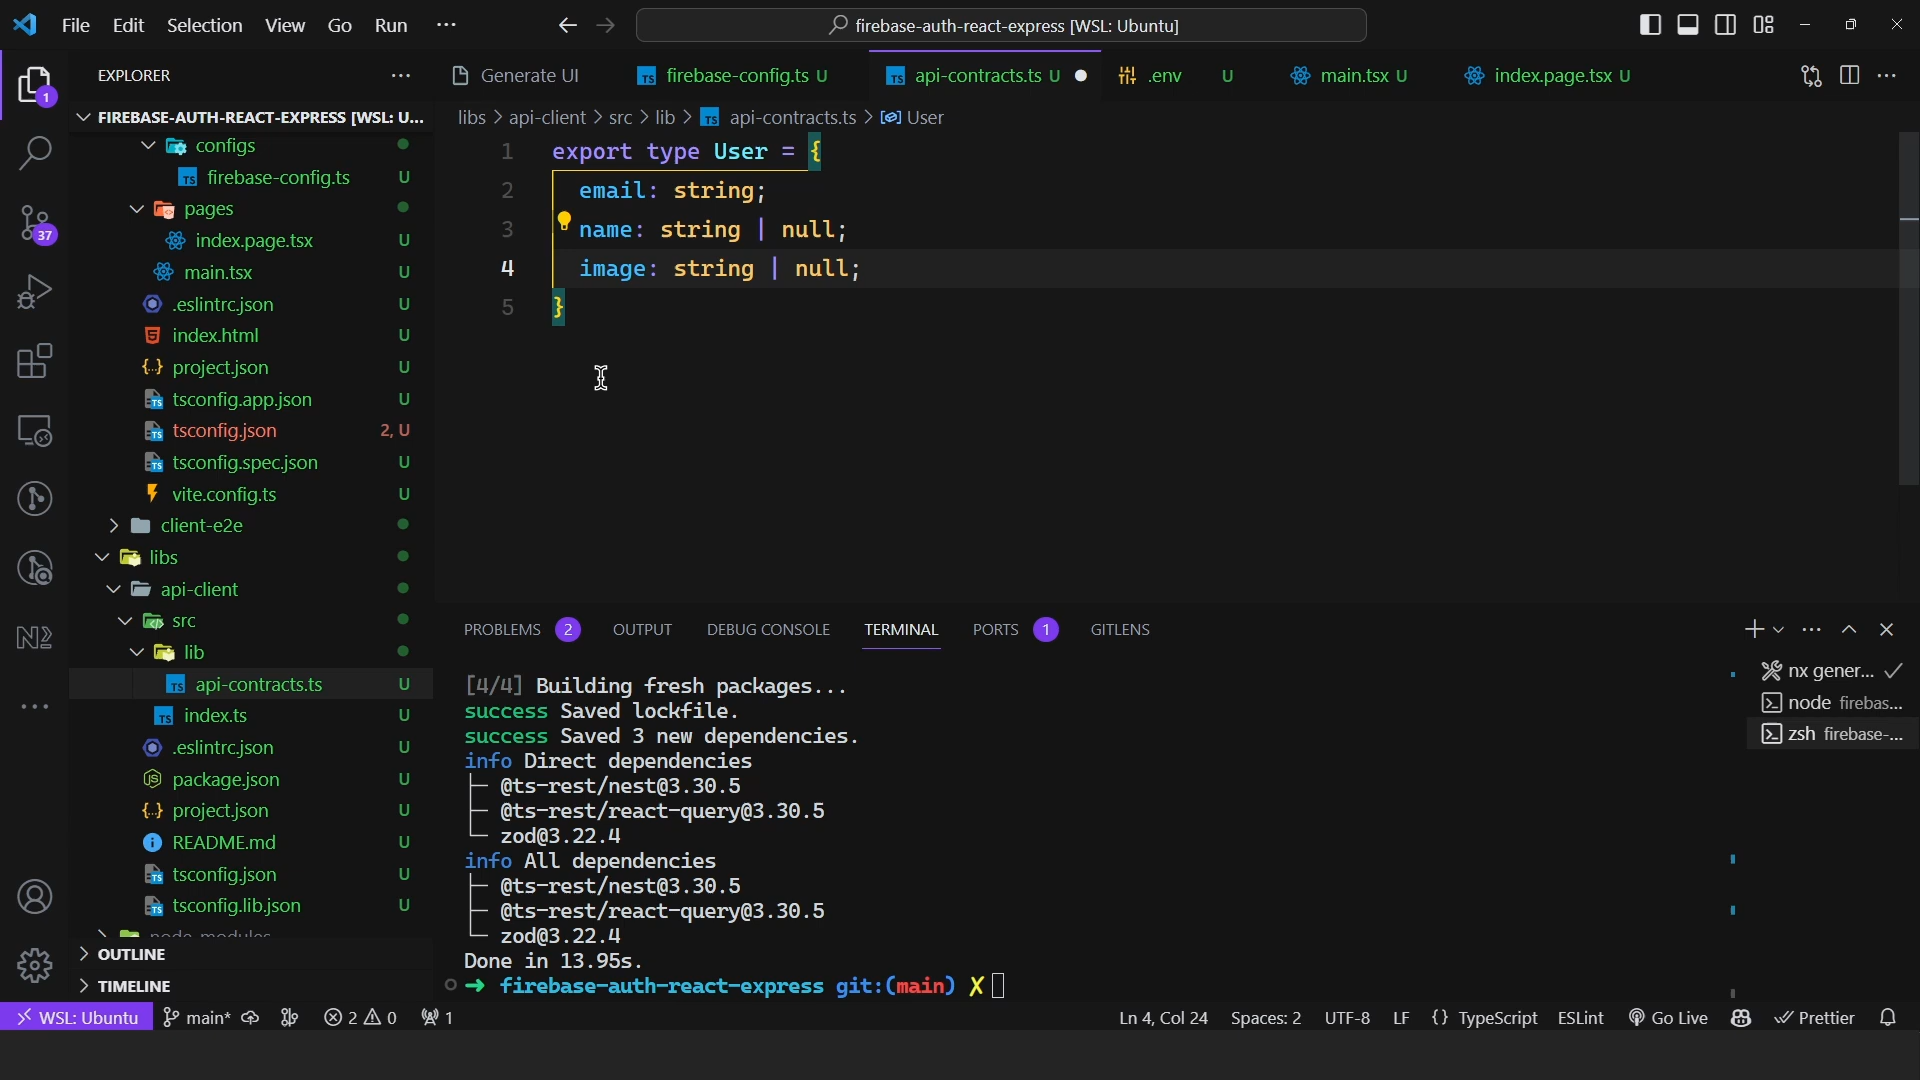 File Edit Selection View Go Run ···
firebase-auth-react-express [WSL: Ubuntu]
EXPLORER
FIREBASE-AUTH-REACT-EXPRESS [WSL: U...
configs
firebase-config.ts U
pages
index.page.tsx U
main.tsx U
.eslintrc.json U
index.html U
project.json U
tsconfig.app.json U
tsconfig.json 2, U
tsconfig.spec.json U
vite.config.ts U
client-e2e
libs
api-client
src
lib
api-contracts.ts U
index.ts U
.eslintrc.json U
package.json U
project.json U
README.md U
tsconfig.json U
tsconfig.lib.json U
node_modules
OUTLINE
TIMELINE
1
37
Generate UI
firebase-config.ts U
api-contracts.ts U
.env U
main.tsx U
index.page.tsx U
libs > api-client > src > lib > TS api-contracts.ts > User
1 export type User = {
2 email: string;
3 name: string | null;
4 image: string | null;
5 }
PROBLEMS 2 OUTPUT DEBUG CONSOLE TERMINAL PORTS 1 GITLENS
[4/4] Building fresh packages...
success Saved lockfile.
success Saved 3 new dependencies.
info Direct dependencies
├─ @ts-rest/nest@3.30.5
├─ @ts-rest/react-query@3.30.5
└─ zod@3.22.4
info All dependencies
├─ @ts-rest/nest@3.30.5
├─ @ts-rest/react-query@3.30.5
└─ zod@3.22.4
Done in 13.95s.
➜ firebase-auth-react-express git:(main) ✗
nx gener...
node firebas...
zsh firebase-...
WSL: Ubuntu main* 2 0 1
Ln 4, Col 24 Spaces: 2 UTF-8 LF {} TypeScript ESLint Go Live Prettier